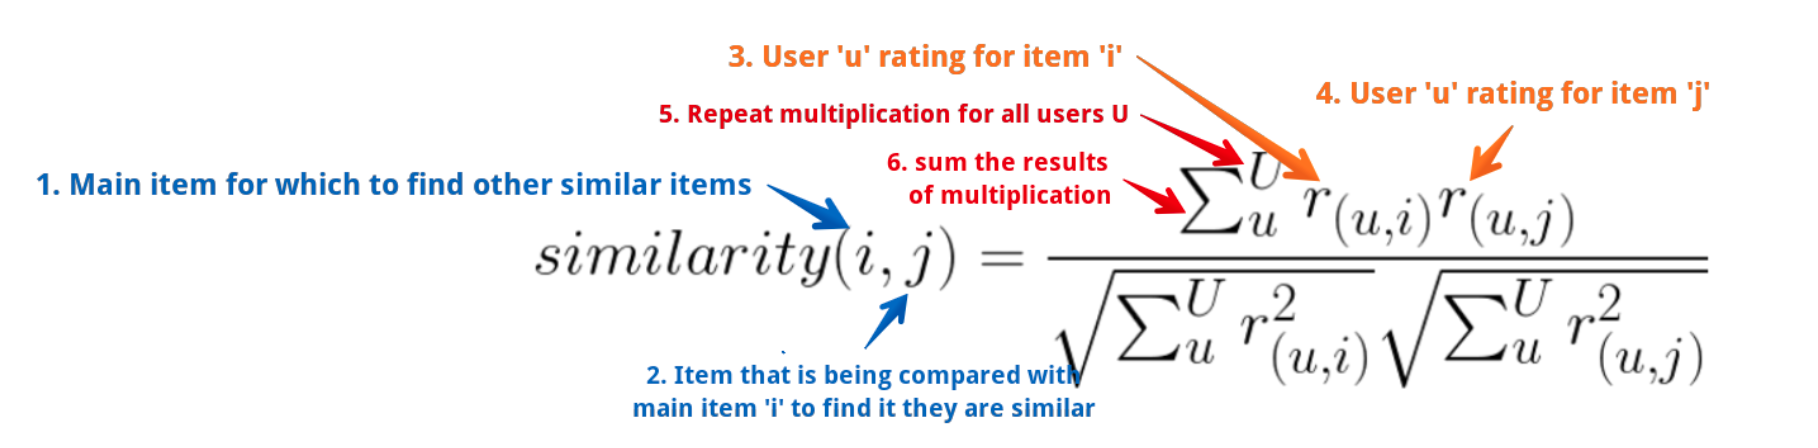 3. User 'u' rating for item 'i'
4. User 'u' rating for item 'j'
5. Repeat multiplication for all users U
6. sum the results
of multiplication
1. Main item for which to find other similar items
similarity(i, j) = \frac{\sum_u^U r_{(u,i)} r_{(u,j)}}{\sqrt{\sum_u^U r_{(u,i)}^2} \sqrt{\sum_u^U r_{(u,j)}^2}}
2. Item that is being compared with
main item 'i' to find it they are similar